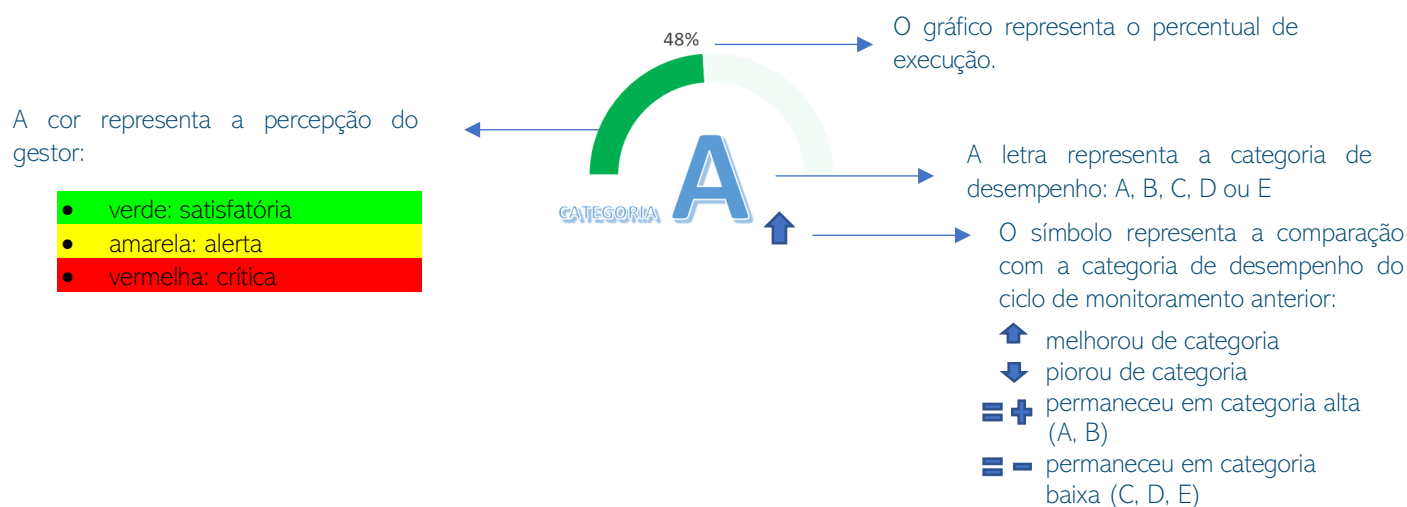 48%
O gráfico representa o percentual de
execução.
A cor representa a percepção do
gestor:
• verde: satisfatória
• amarela: alerta
• vermelha: crítica
CATEGORIA A
A letra representa a categoria de
desempenho: A, B, C, D ou E
O símbolo representa a comparação
com a categoria de desempenho do
ciclo de monitoramento anterior:
melhorou de categoria
piorou de categoria
permaneceu em categoria alta
(A, B)
permaneceu em categoria
baixa (C, D, E)